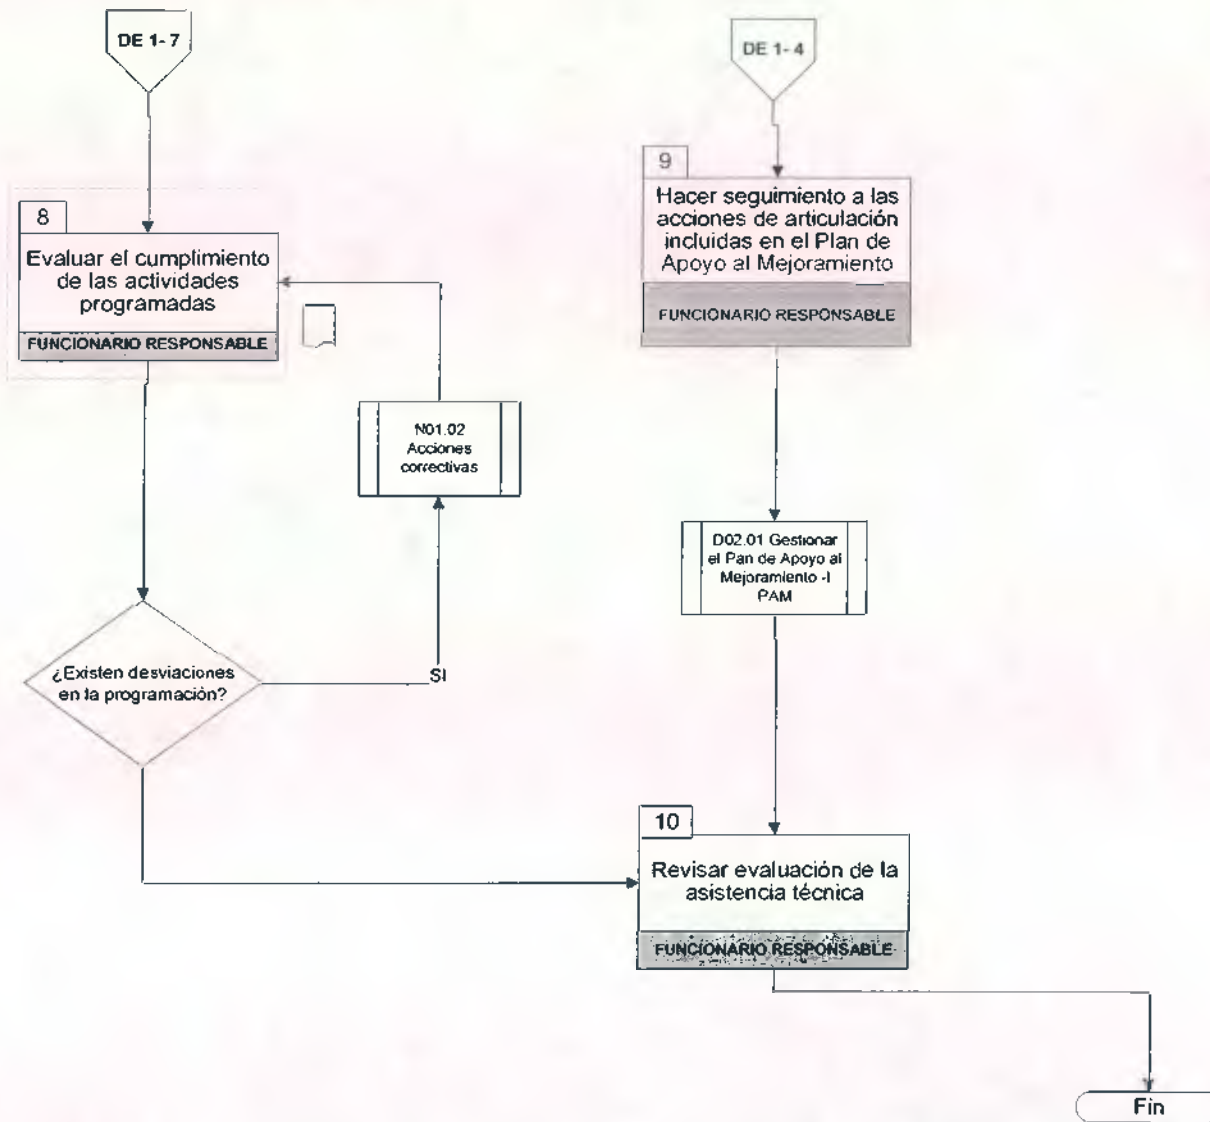 DE 1- 7
8
Evaluar el cumplimiento
de las actividades
programadas
FUNCIONARIO RESPONSABLE
N01.02
Acciones
correctivas
¿Existen desviaciones
en la programación?
SI
DE 1- 4
9
Hacer seguimiento a las
acciones de articulación
incluidas en el Plan de
Apoyo al Mejoramiento
FUNCIONARIO RESPONSABLE
D02.01 Gestionar
el Pan de Apoyo al
Mejoramiento -I
PAM
10
Revisar evaluación de la
asistencia técnica
FUNCIONARIO RESPONSABLE
Fin